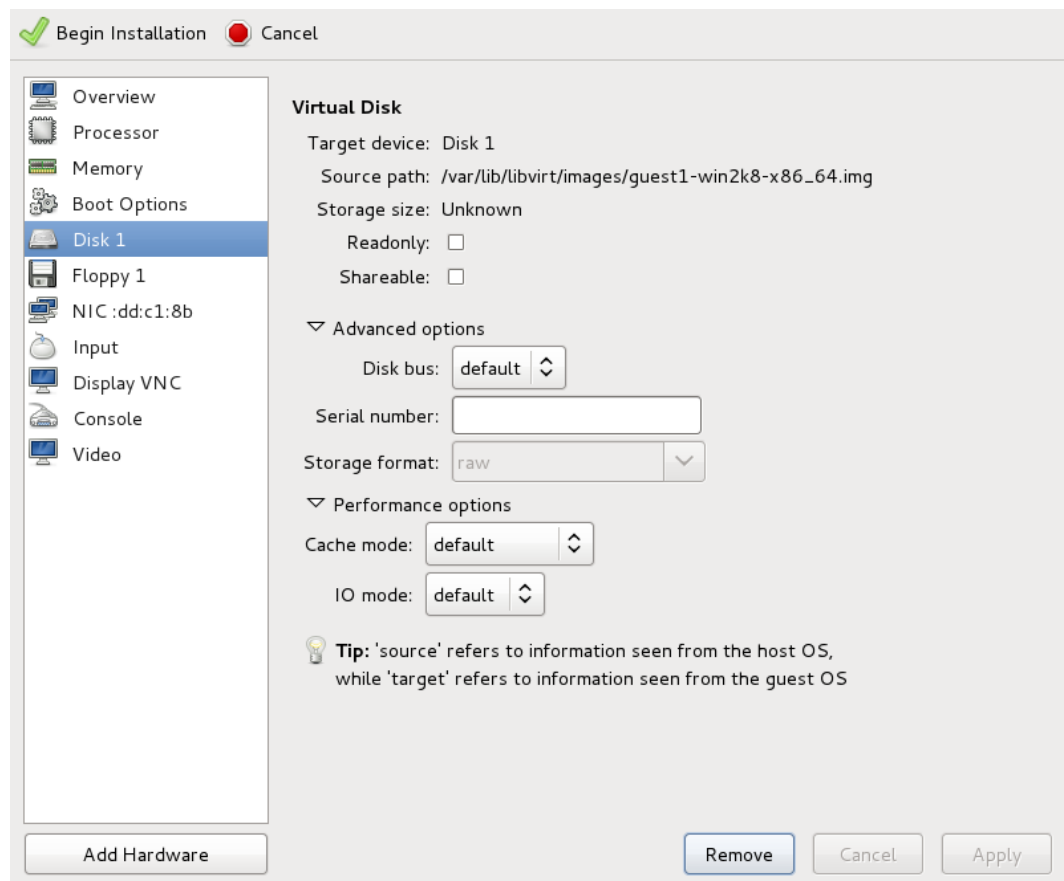 Begin Installation Cancel
Overview
Processor
Memory
Boot Options
Disk 1
Floppy 1
NIC :dd:c1:8b
Input
Display VNC
Console
Video
Add Hardware
Virtual Disk
Target device: Disk 1
Source path: /var/lib/libvirt/images/guest1-win2k8-x86_64.img
Storage size: Unknown
Readonly:
Shareable:
Advanced options
Disk bus: default
Serial number:
Storage format: raw
Performance options
Cache mode: default
IO mode: default
Tip: 'source' refers to information seen from the host OS,
while 'target' refers to information seen from the guest OS
Remove Cancel Apply